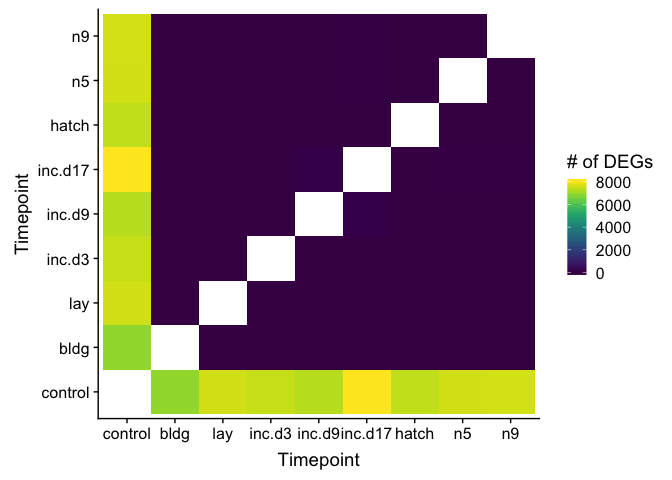 n9
n5
hatch
inc.d17
inc.d9
inc.d3
lay
bldg
control
Timepoint
control bldg lay inc.d3 inc.d9 inc.d17 hatch n5 n9
Timepoint
# of DEGs
8000
6000
4000
2000
0